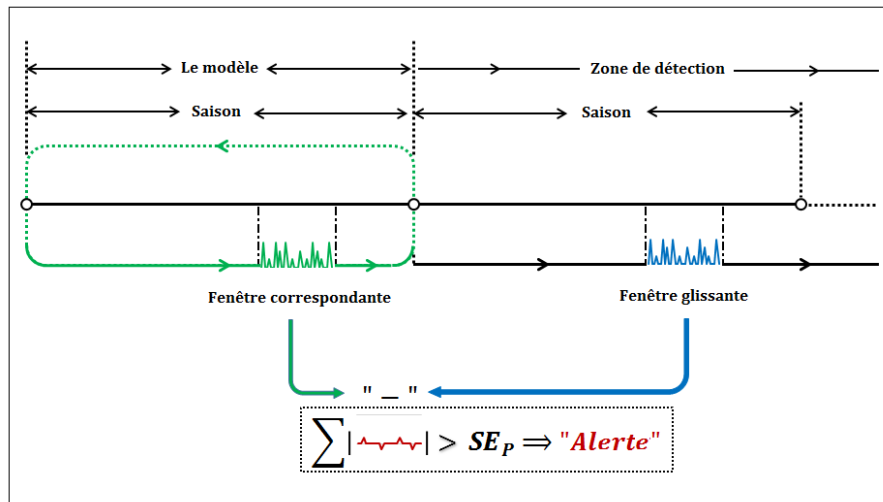 Le modèle
Zone de détection
Saison
Saison
Fenêtre correspondante
Fenêtre glissante
" _ "
∑| | > SE_P ⟹ "Alerte"